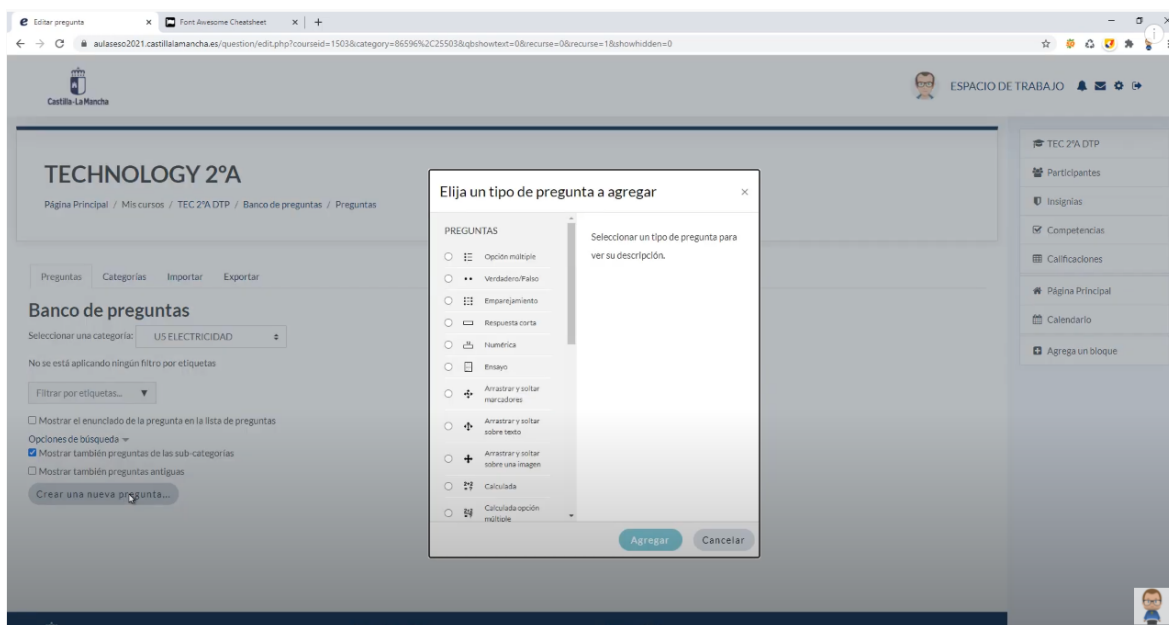 Editar pregunta
Font Awesome Cheatsheet
aulaseso2021.castillalamancha.es/question/edit.php?courseid=1503&category=86596%2C25503&qbshowtext=0&recurse=0&recurse=1&showhidden=0
Castilla-La Mancha
ESPACIO DE TRABAJO
TECHNOLOGY 2ºA
Página Principal / Mis cursos / TEC 2ºA DTP / Banco de preguntas / Preguntas
Preguntas Categorías Importar Exportar
Banco de preguntas
Seleccionar una categoría: U5 ELECTRICIDAD
No se está aplicando ningún filtro por etiquetas
Filtrar por etiquetas... ▼
Mostrar el enunciado de la pregunta en la lista de preguntas
Opciones de búsqueda
Mostrar también preguntas de las sub-categorías
Mostrar también preguntas antiguas
Crear una nueva pregunta...
Elija un tipo de pregunta a agregar
×
PREGUNTAS
Opción múltiple
Verdadero/Falso
Emparejamiento
Respuesta corta
Numérica
Ensayo
Arrastrar y soltar
marcadores
Arrastrar y soltar
sobre texto
Arrastrar y soltar
sobre una imagen
Calculada
Calculada opción
múltiple
Seleccionar un tipo de pregunta para
ver su descripción.
Agregar Cancelar
TEC 2ºA DTP
Participantes
Insignias
Competencias
Calificaciones
Página Principal
Calendario
Agrega un bloque